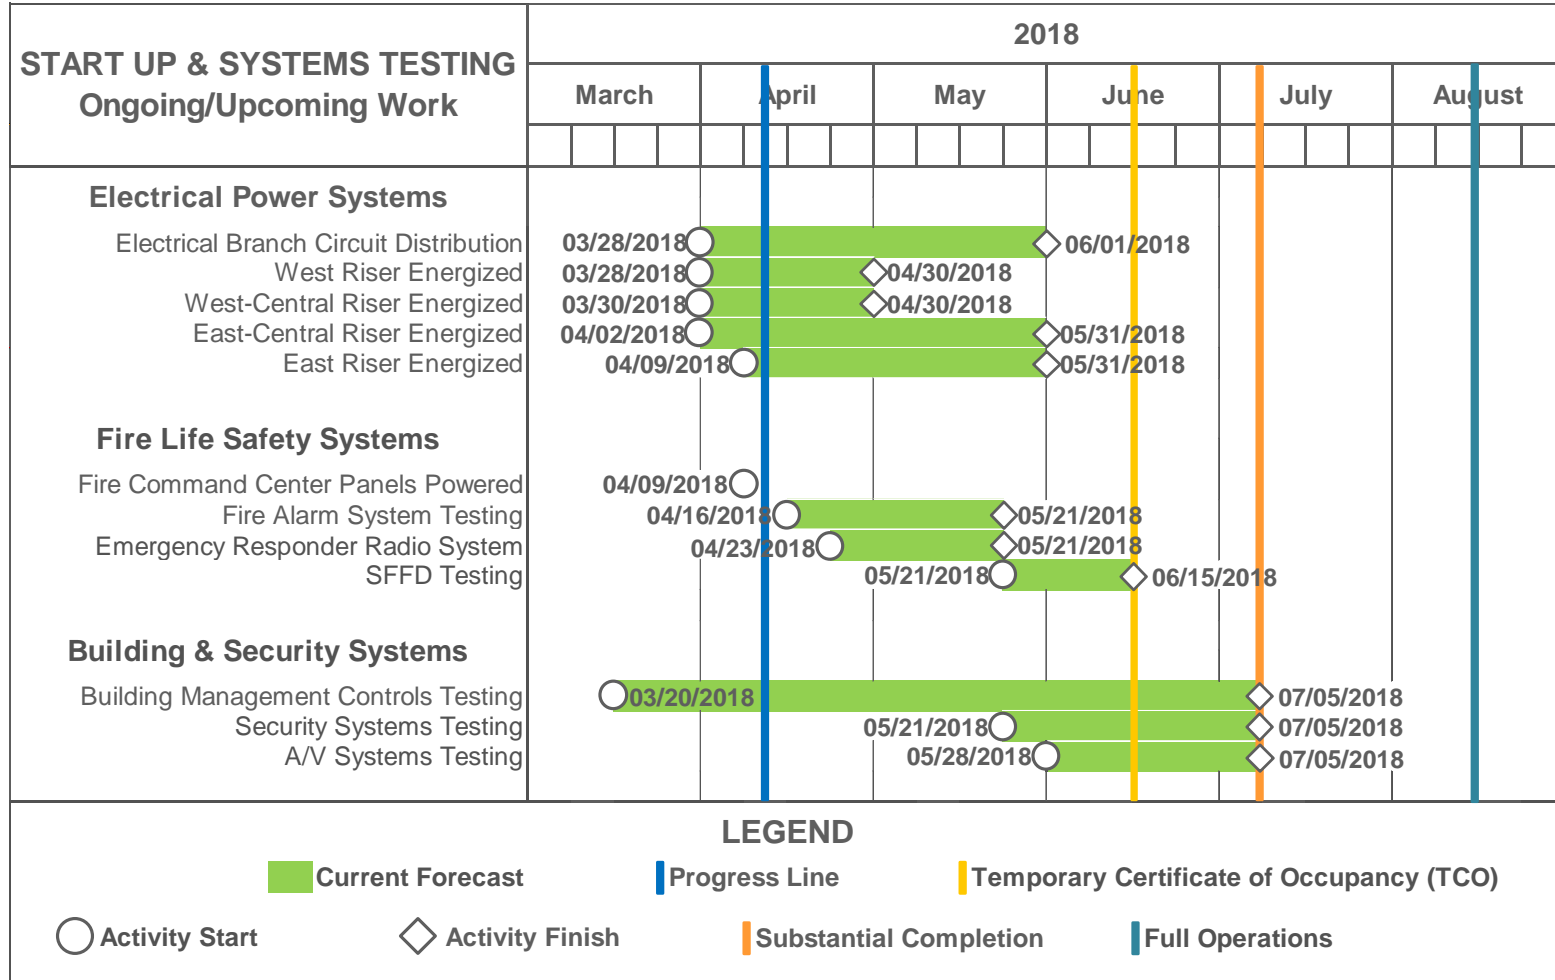 START UP & SYSTEMS TESTING
Ongoing/Upcoming Work
2018
March April May June July August
Electrical Power Systems
Electrical Branch Circuit Distribution 03/28/2018 06/01/2018
West Riser Energized 03/28/2018 04/30/2018
West-Central Riser Energized 03/30/2018 04/30/2018
East-Central Riser Energized 04/02/2018 05/31/2018
East Riser Energized 04/09/2018 05/31/2018
Fire Life Safety Systems
Fire Command Center Panels Powered 04/09/2018
Fire Alarm System Testing 04/16/2018 05/21/2018
Emergency Responder Radio System 04/23/2018 05/21/2018
SFFD Testing 05/21/2018 06/15/2018
Building & Security Systems
Building Management Controls Testing 03/20/2018 07/05/2018
Security Systems Testing 05/21/2018 07/05/2018
A/V Systems Testing 05/28/2018 07/05/2018
LEGEND
Current Forecast Progress Line Temporary Certificate of Occupancy (TCO)
Activity Start Activity Finish Substantial Completion Full Operations